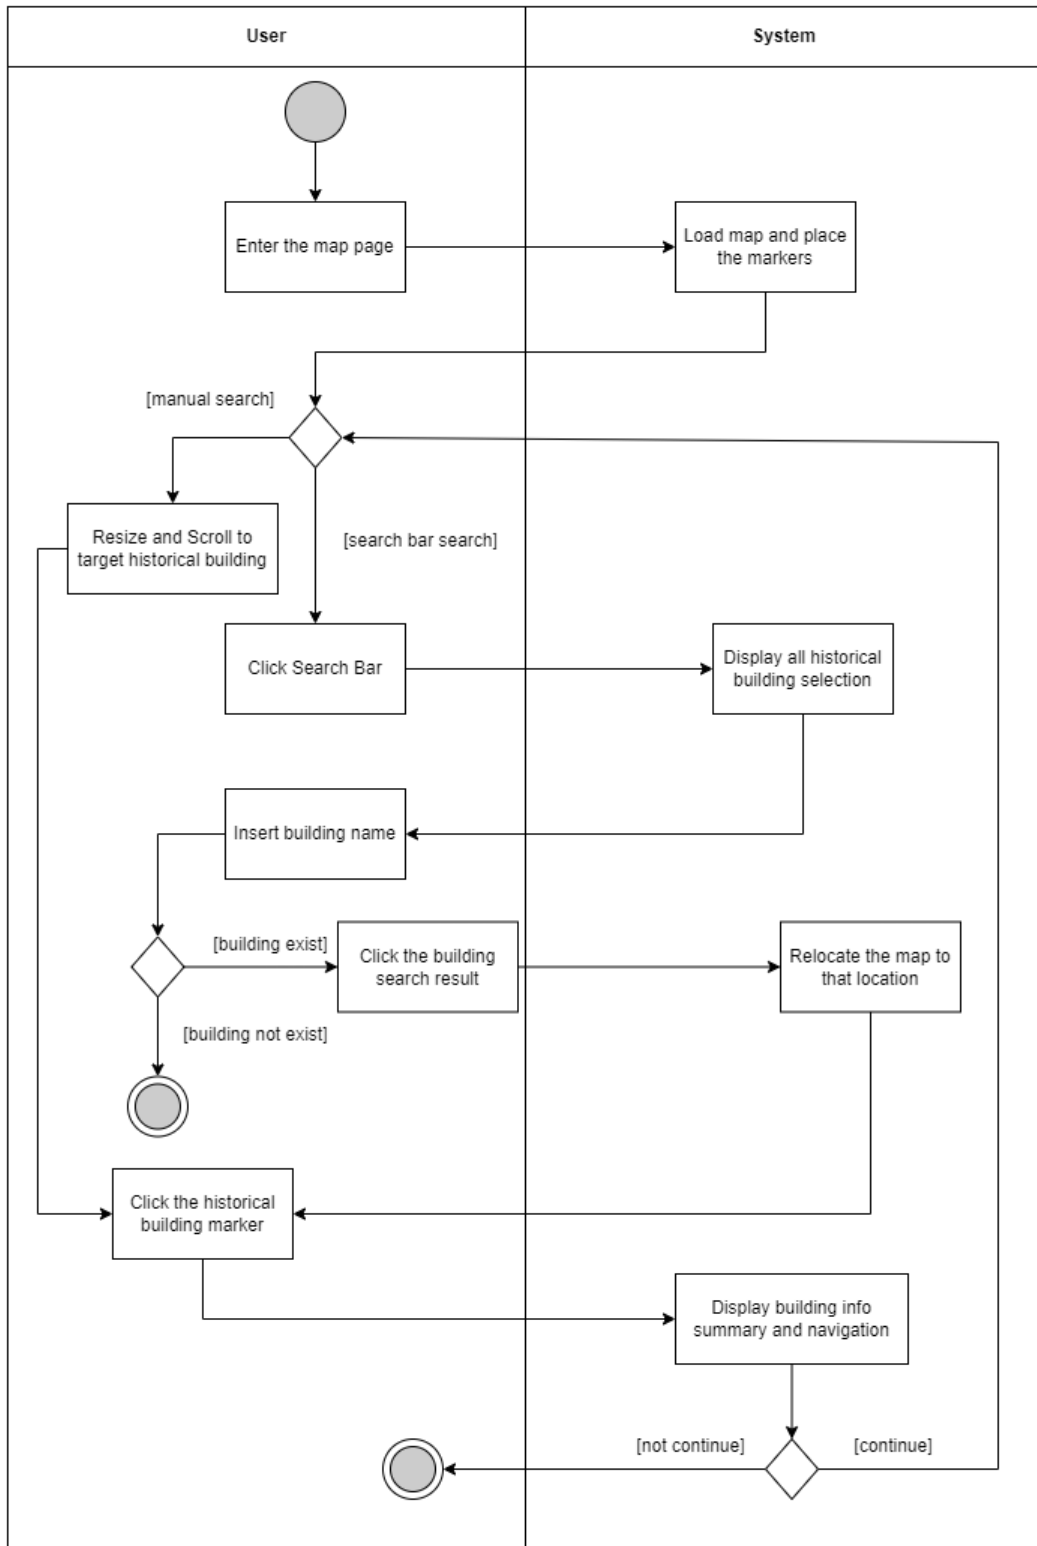 User
System
Enter the map page
Load map and place
the markers
[manual search]
Resize and Scroll to
target historical building
[search bar search]
Click Search Bar
Display all historical
building selection
Insert building name
[building exist]
Click the building
search result
Relocate the map to
that location
[building not exist]
Click the historical
building marker
Display building info
summary and navigation
[not continue]
[continue]